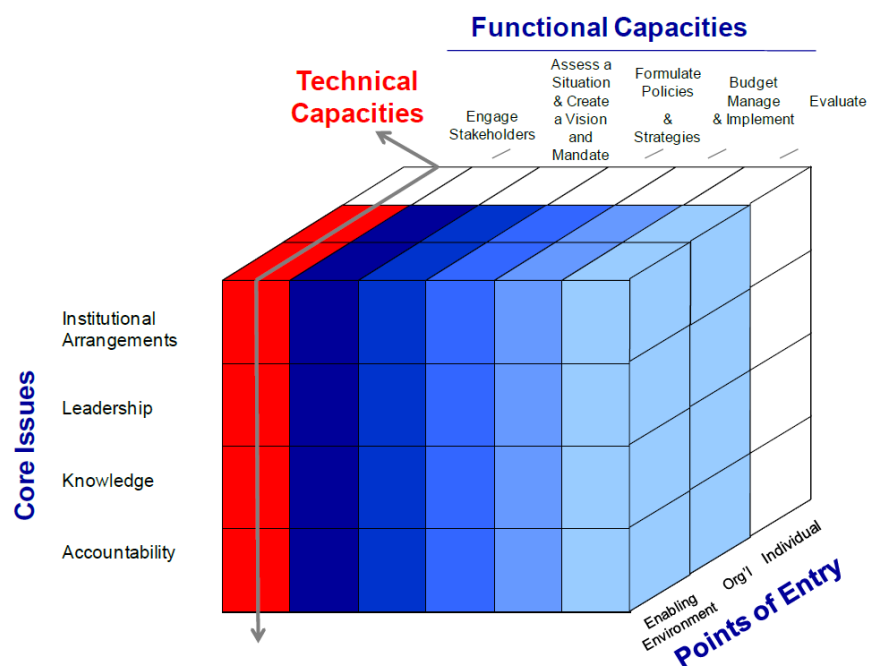 Functional Capacities
Technical
Capacities
Engage
Stakeholders
Assess a
Situation
& Create
a Vision
and
Mandate
Formulate
Policies
&
Strategies
Budget
Manage
& Implement
Evaluate
Core Issues
Institutional
Arrangements
Leadership
Knowledge
Accountability
Enabling
Environment
Org'l
Individual
Points of Entry